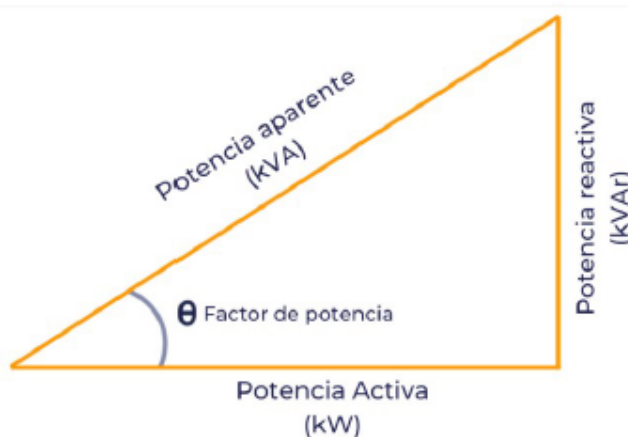 Potencia aparente
(kVA)
Potencia reactiva
(kVAr)
θ Factor de potencia
Potencia Activa
(kW)